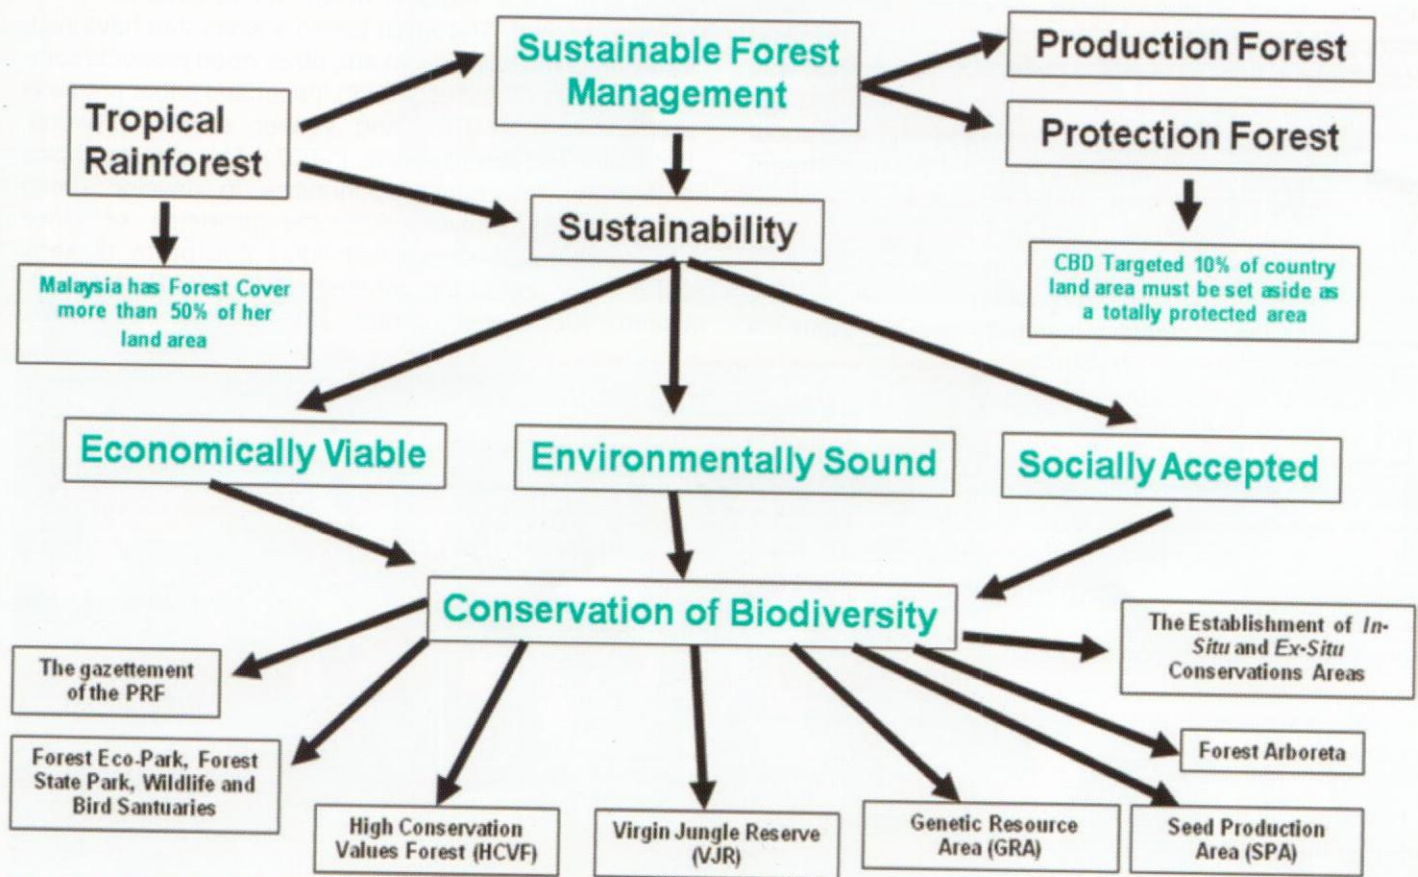 Sustainable Forest
Management
Production Forest
Protection Forest
Tropical
Rainforest
Sustainability
Malaysia has Forest Cover
more than 50% of her
land area
CBD Targeted 10% of country
land area must be set aside as
a totally protected area
Economically Viable
Environmentally Sound
Socially Accepted
Conservation of Biodiversity
The gazettement
of the PRF
The Establishment of In-
Situ and Ex-Situ
Conservations Areas
Forest Eco-Park, Forest
State Park, Wildlife and
Bird Santuaries
Forest Arboreta
High Conservation
Values Forest (HCVF)
Virgin Jungle Reserve
(VJR)
Genetic Resource
Area (GRA)
Seed Production
Area (SPA)